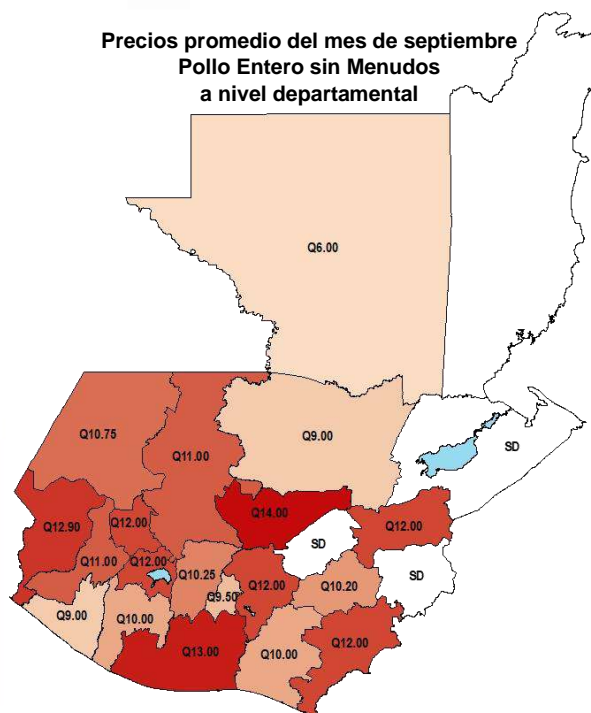 Precios promedio del mes de septiembre
Pollo Entero sin Menudos
a nivel departamental
Q6.00
Q10.75
Q11.00
Q9.00
SD
Q12.90
Q12.00
Q14.00
Q12.00
SD
Q11.00
Q12.00
Q10.25
Q12.00
Q10.20
SD
Q9.50
Q9.00
Q10.00
Q13.00
Q10.00
Q12.00